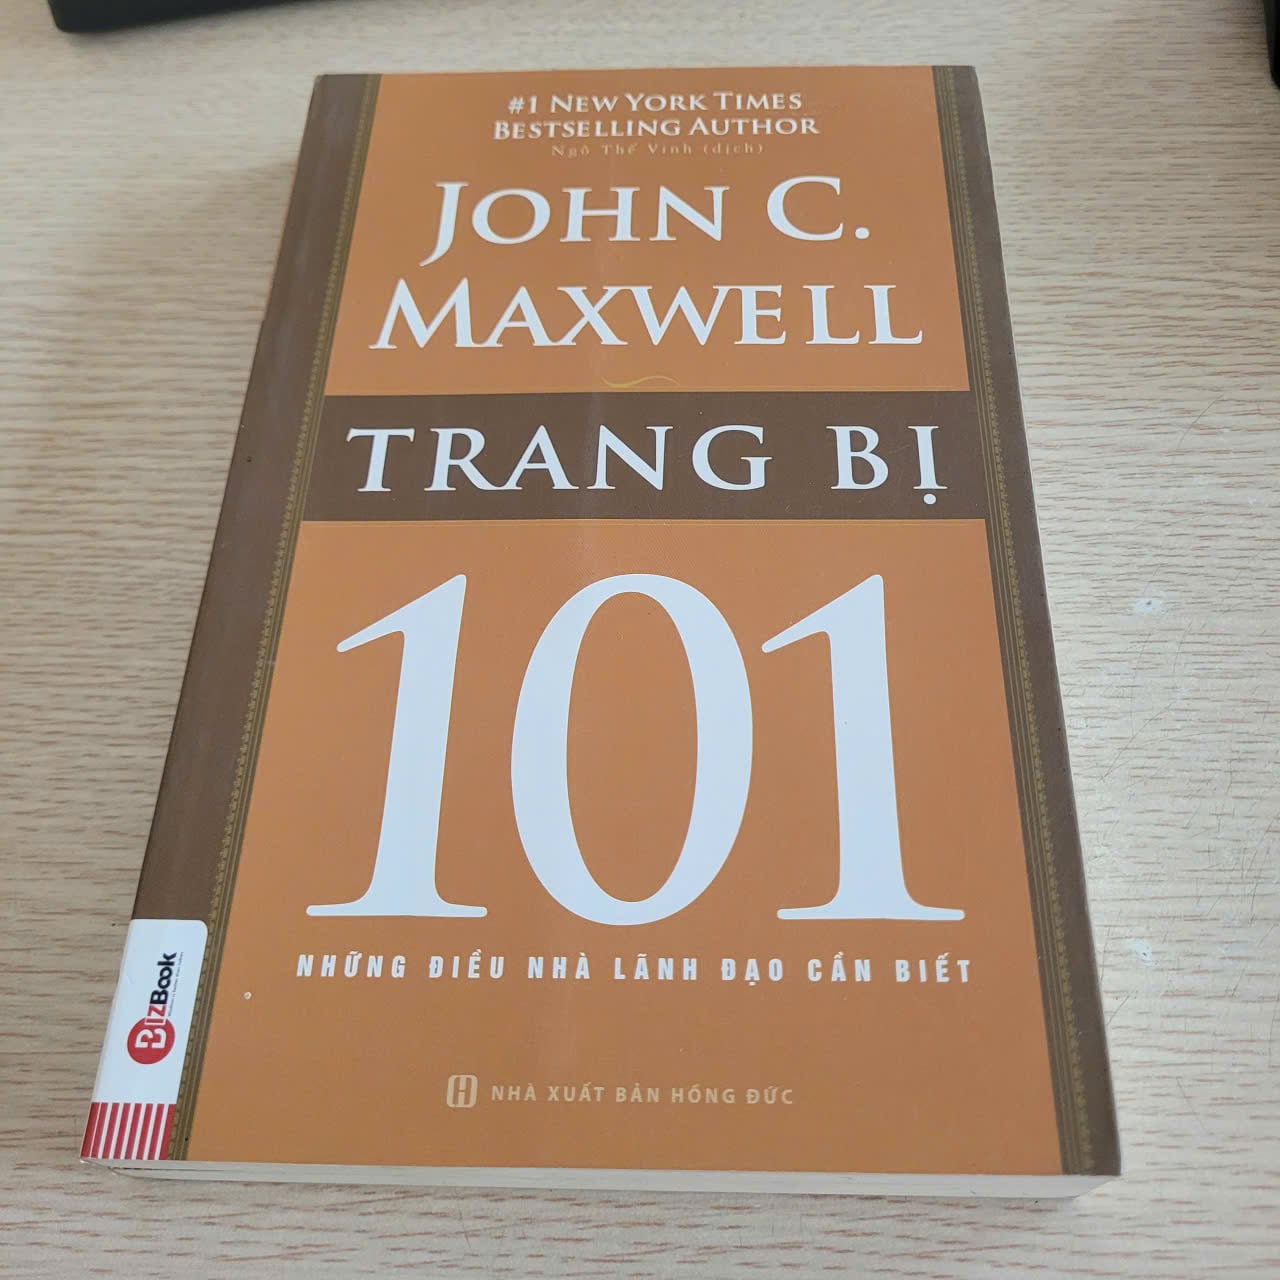 #1 NEW YORK TIMES
BESTSELLING AUTHOR
Ngô Thế Vinh (dịch)
JOHN C.
MAXWELL
TRANG BỊ
101
NHỮNG ĐIỀU NHÀ LÃNH ĐẠO CẦN BIẾT
BIZBook
H NHÀ XUẤT BẢN HỒNG ĐỨC